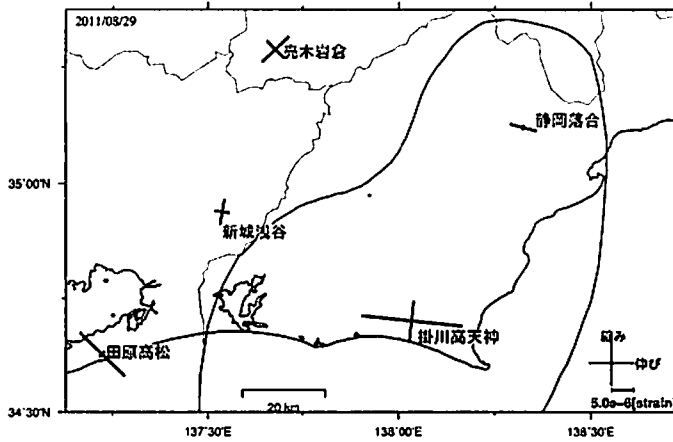 2011/08/29
売木岩倉
静岡落合
35°00'N
新城浅谷
田原高松
掛川高天神
縮み
伸び
5.0e-6[strain]
20 km
34°30'N
137°30'E
138°00'E
138°30'E